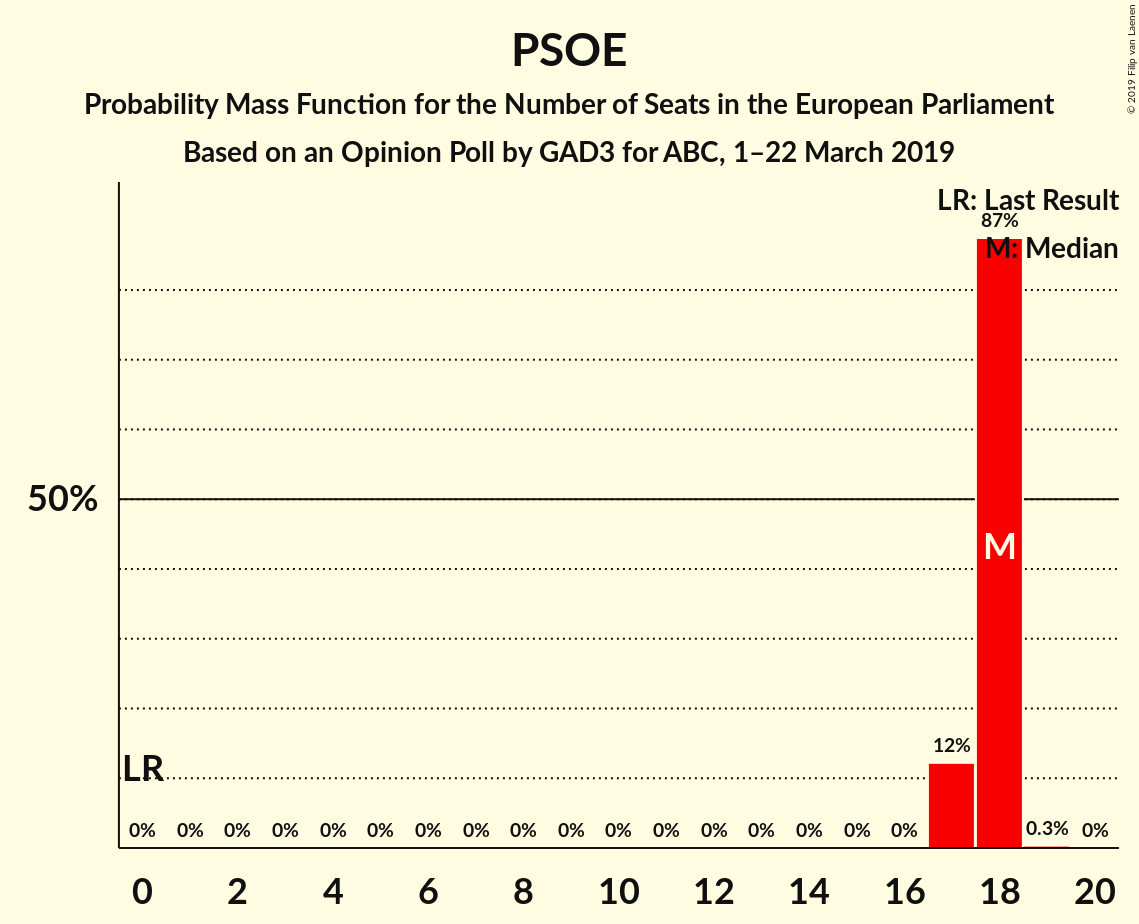 PSOE
Probability Mass Function for the Number of Seats in the European Parliament
Based on an Opinion Poll by GAD3 for ABC, 1–22 March 2019
© 2019 Filip van Laenen
LR: Last Result
87%
M: Median
50%
M
12%
LR
0% 0% 0% 0% 0% 0% 0% 0% 0% 0% 0% 0% 0% 0% 0% 0% 0% 0.3% 0%
0 2 4 6 8 10 12 14 16 18 20